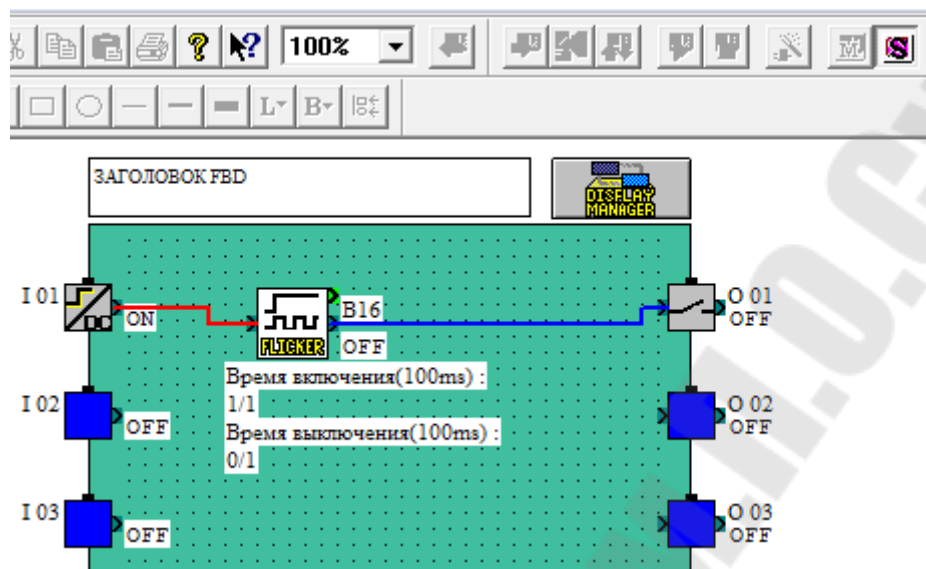 100%
L B
M S
ЗАГОЛОВОК FBD
DISPLAY
MANAGER
I 01
DC
ON
FLICKER
B16
OFF
O 01
OFF
Время включения(100ms) :
1/1
Время выключения(100ms) :
0/1
I 02
OFF
O 02
OFF
I 03
OFF
O 03
OFF